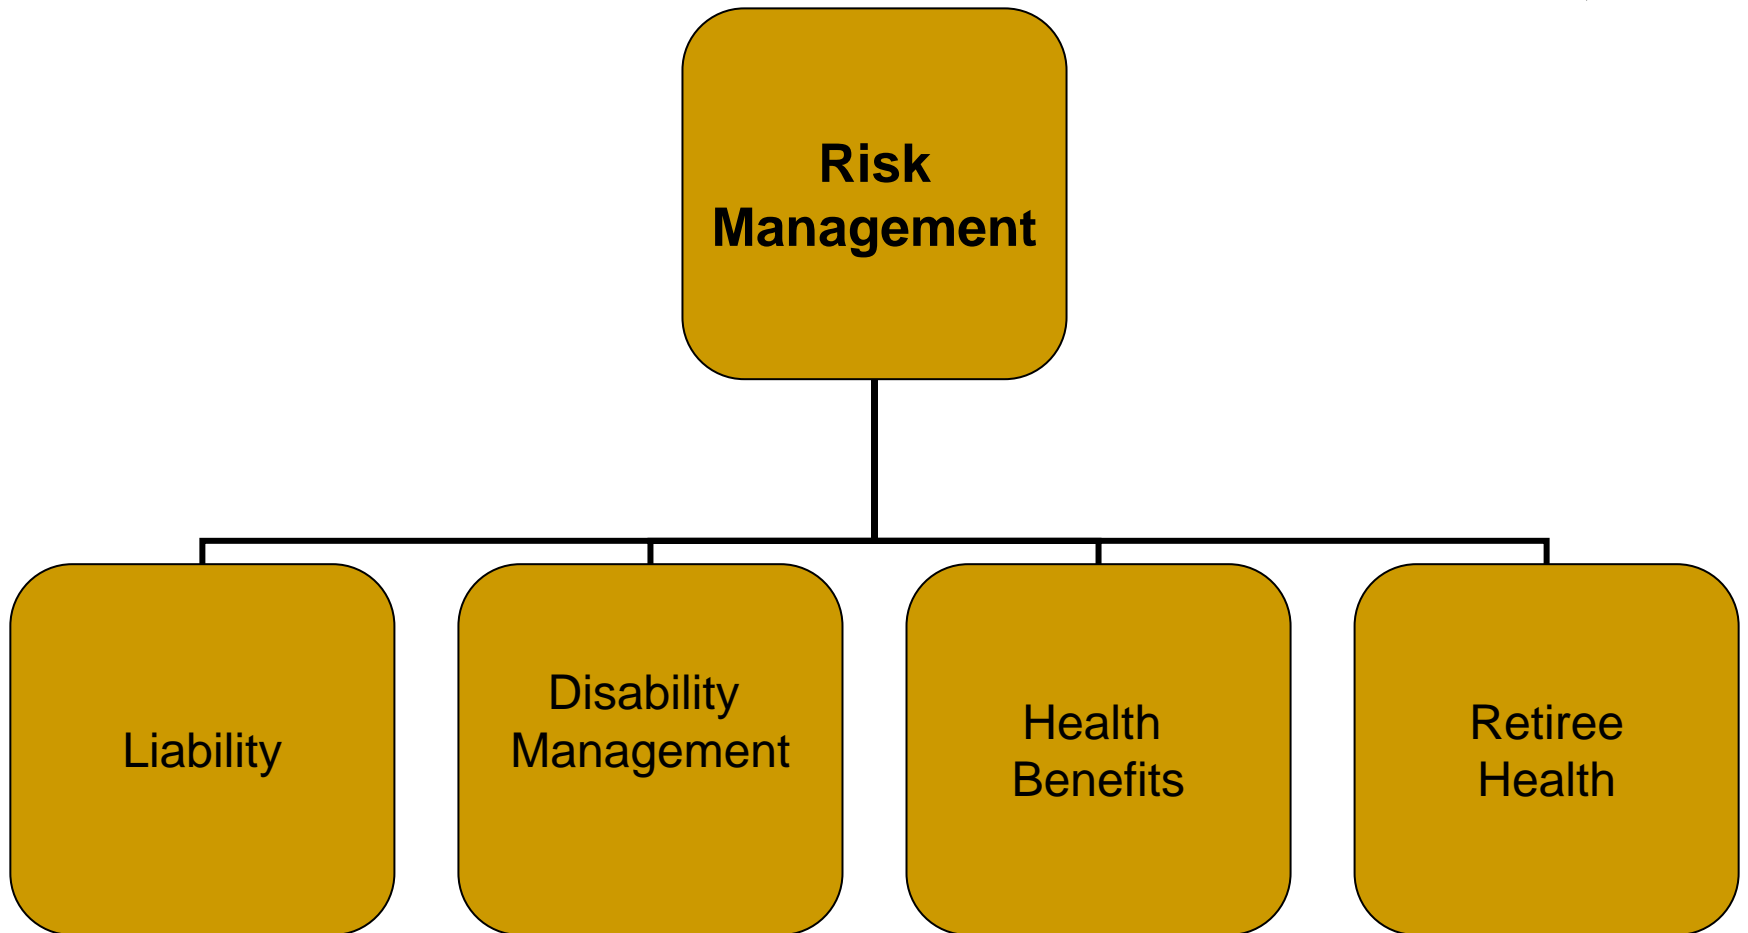 Risk
Management
Liability
Disability
Management
Health
Benefits
Retiree
Health